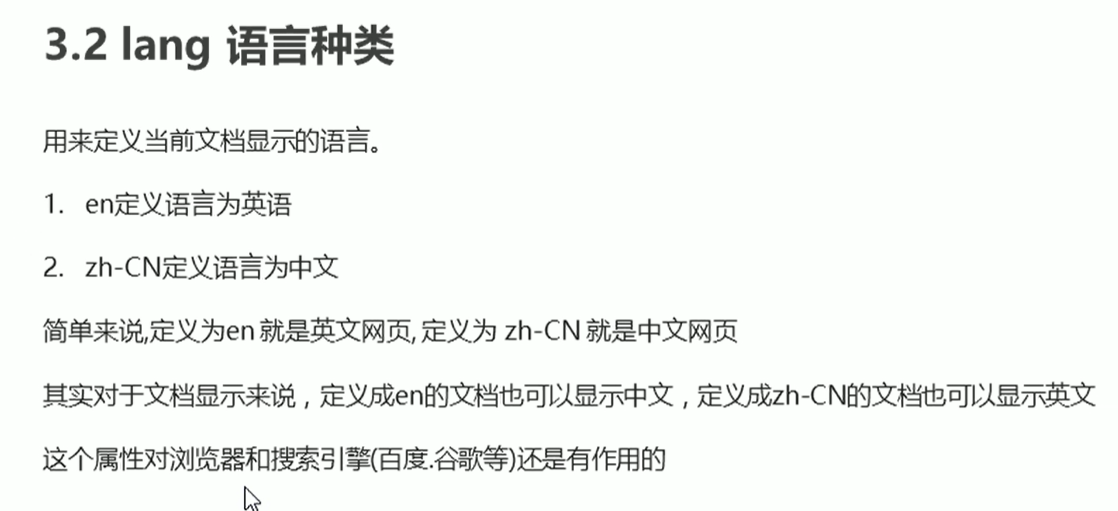 3.2 lang 语言种类
用来定义当前文档显示的语言。
1. en定义语言为英语
2. zh-CN定义语言为中文
简单来说,定义为en 就是英文网页, 定义为 zh-CN 就是中文网页
其实对于文档显示来说，定义成en的文档也可以显示中文，定义成zh-CN的文档也可以显示英文
这个属性对浏览器和搜索引擎(百度.谷歌等)还是有作用的